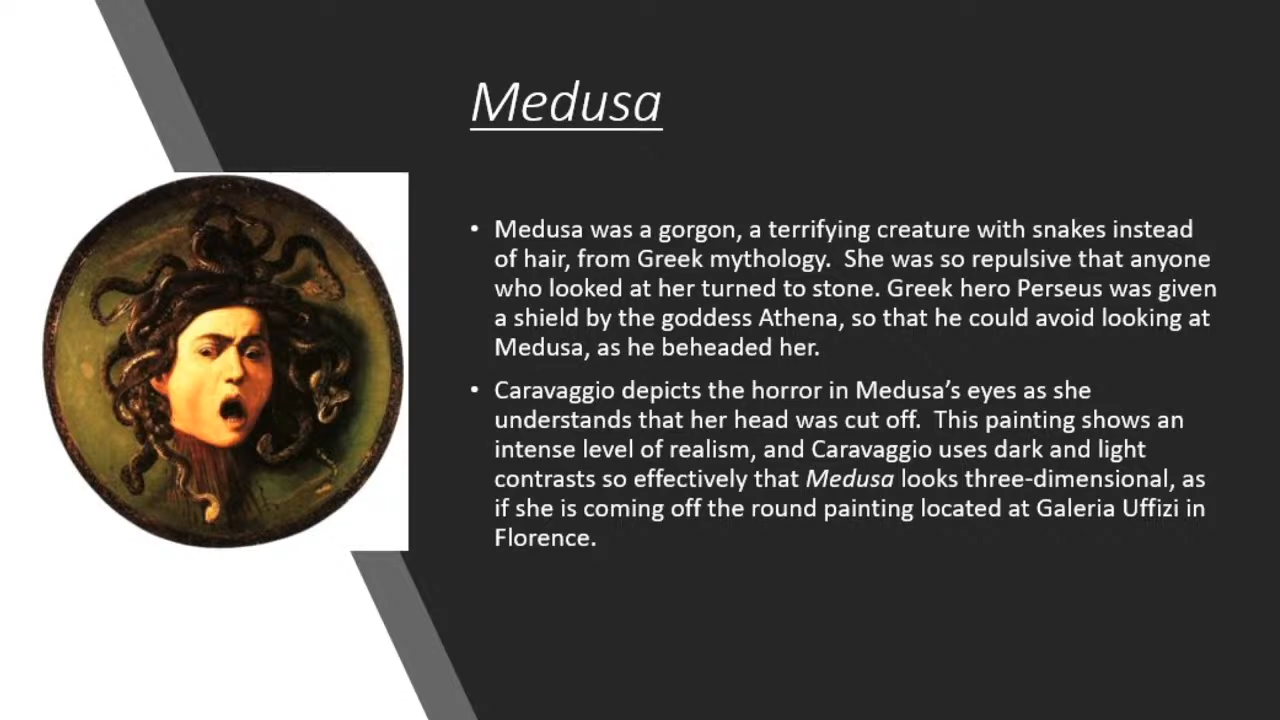 Medusa
• Medusa was a gorgon, a terrifying creature with snakes instead
of hair, from Greek mythology.  She was so repulsive that anyone
who looked at her turned to stone. Greek hero Perseus was given
a shield by the goddess Athena, so that he could avoid looking at
Medusa, as he beheaded her.
• Caravaggio depicts the horror in Medusa’s eyes as she
understands that her head was cut off.  This painting shows an
intense level of realism, and Caravaggio uses dark and light
contrasts so effectively that Medusa looks three-dimensional, as
if she is coming off the round painting located at Galeria Uffizi in
Florence.